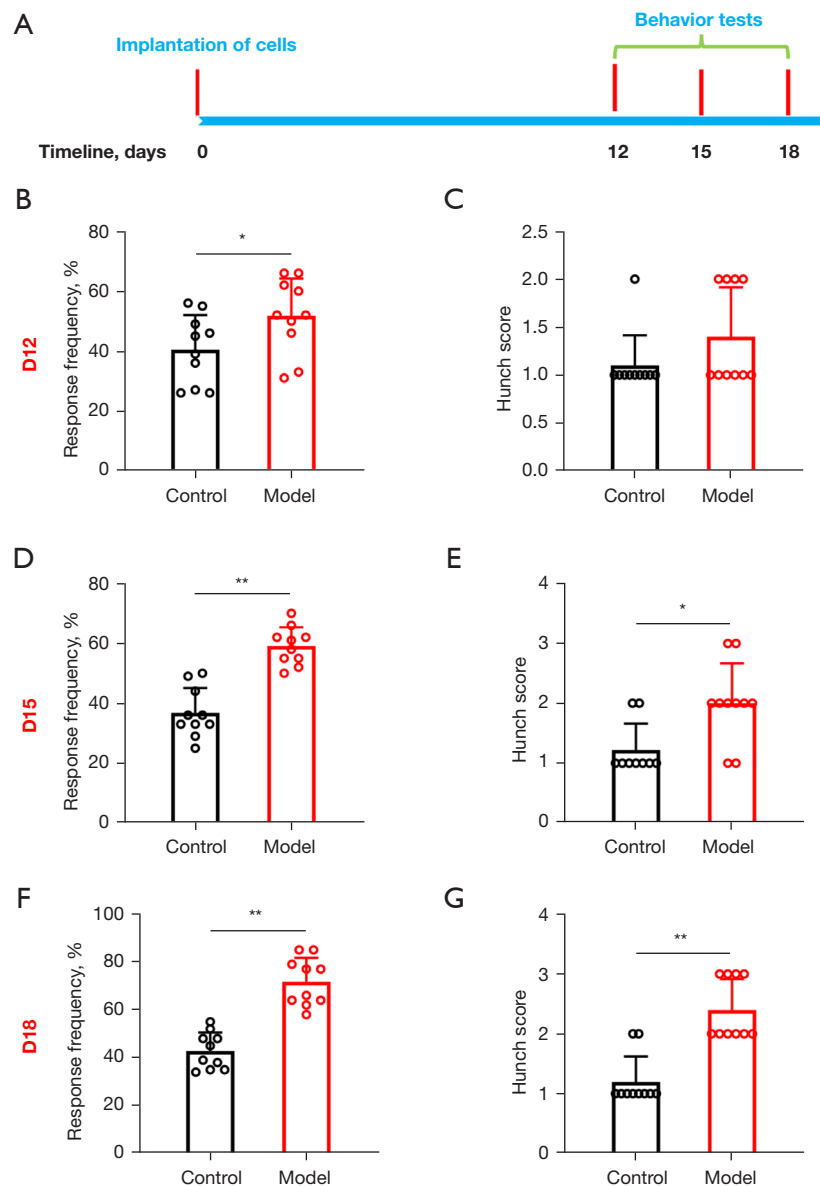 A
Implantation of cells
Behavior tests
Timeline, days 0 12 15 18
B
80
60
40
20
0
Response frequency, %
D12
*
Control Model
C
2.5
2.0
1.5
1.0
0.5
0.0
Hunch score
Control Model
D
80
60
40
20
0
Response frequency, %
D15
**
Control Model
E
4
3
2
1
0
Hunch score
*
Control Model
F
100
80
60
40
20
0
Response frequency, %
D18
**
Control Model
G
4
3
2
1
0
Hunch score
**
Control Model